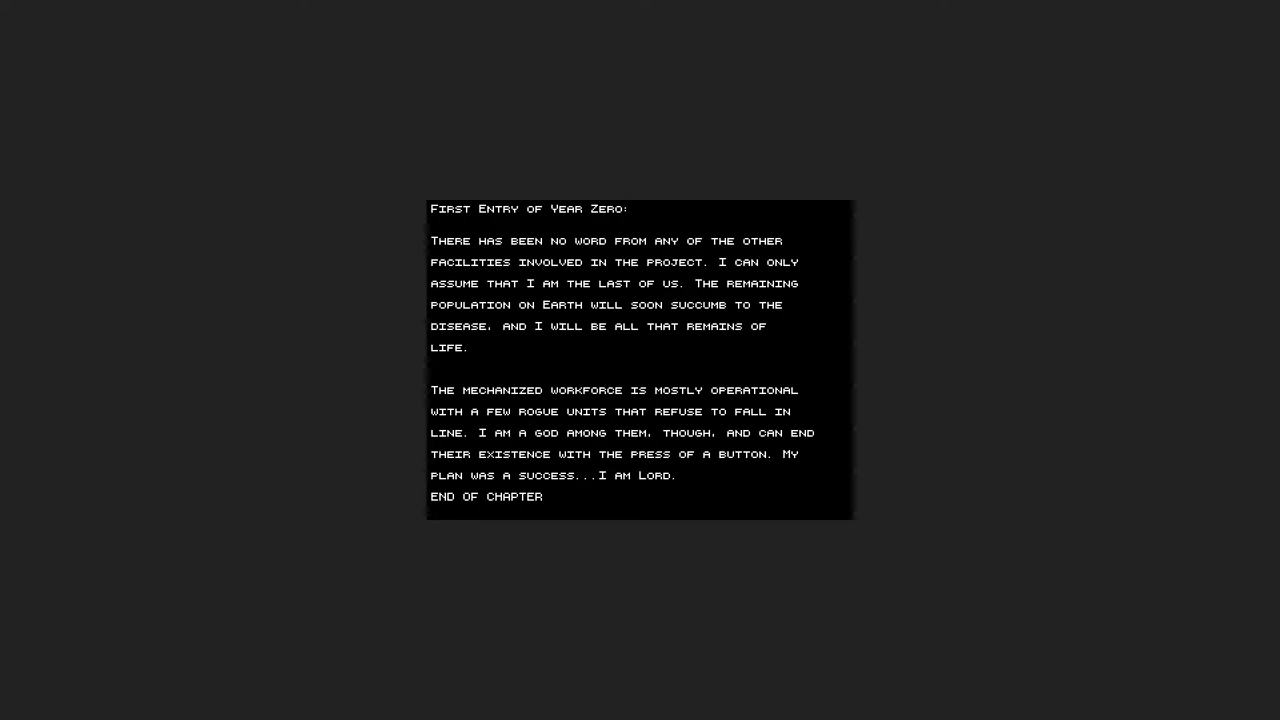 First Entry of Year Zero:
There has been no word from any of the other
facilities involved in the project. I can only
assume that I am the last of us. The remaining
population on Earth will soon succumb to the
disease, and I will be all that remains of
life.
The mechanized workforce is mostly operational
with a few rogue units that refuse to fall in
line. I am a god among them, though, and can end
their existence with the press of a button. My
plan was a success...I am Lord.
end of chapter